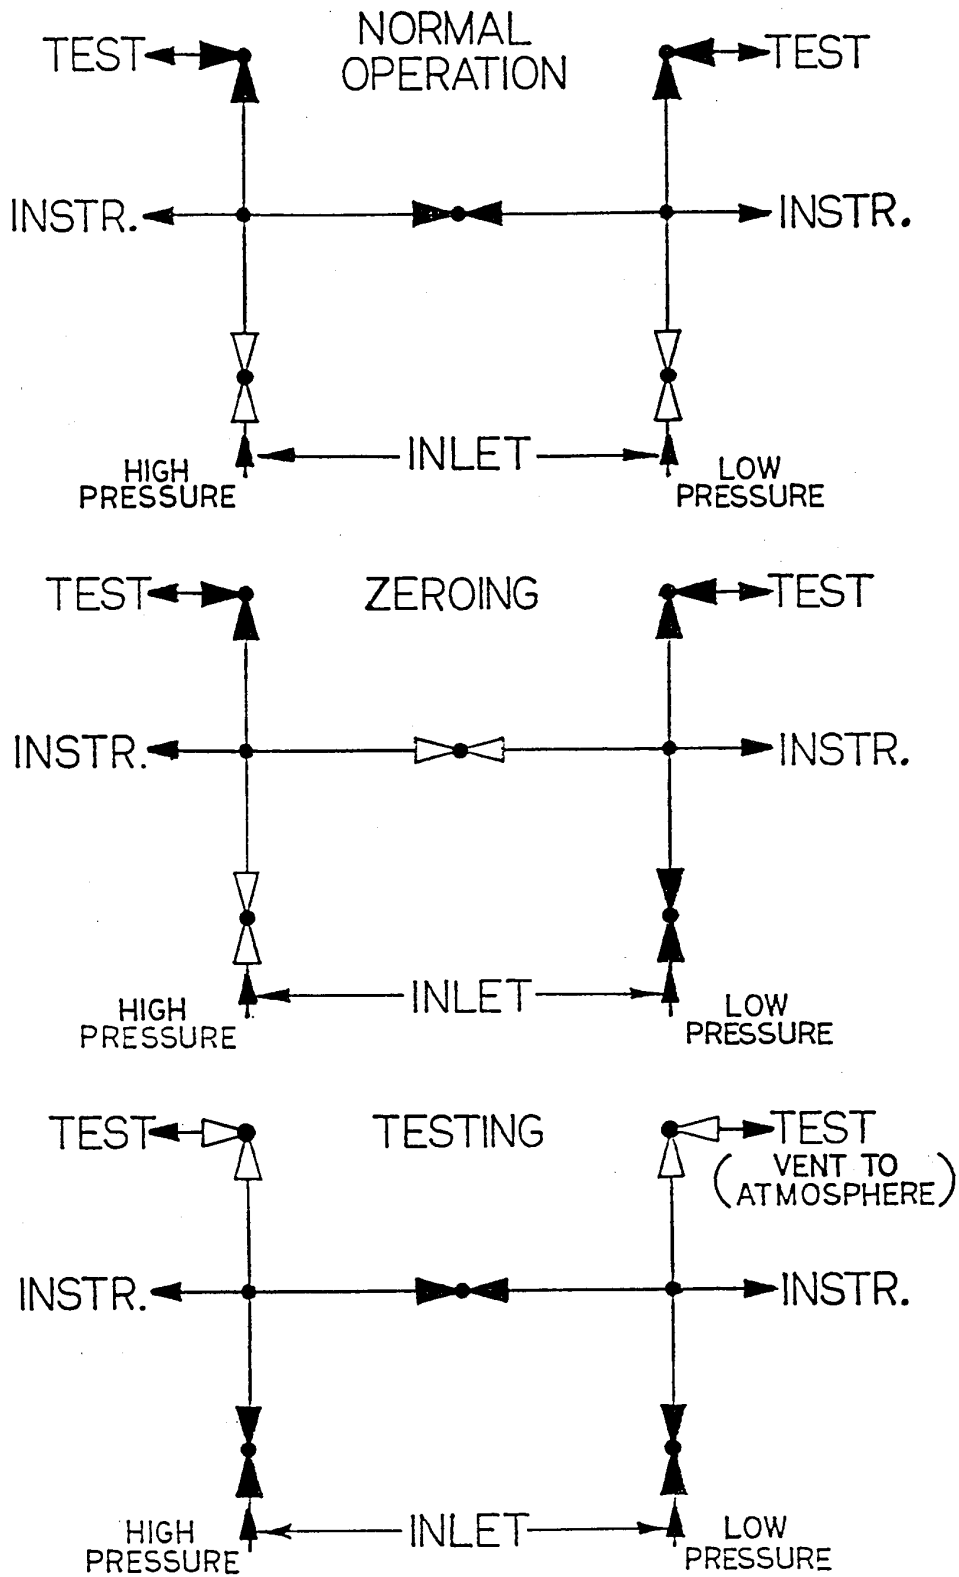 NORMAL
OPERATION
TEST
TEST
INSTR.
INSTR.
INLET
HIGH
PRESSURE
LOW
PRESSURE
ZEROING
TEST
TEST
INSTR.
INSTR.
INLET
HIGH
PRESSURE
LOW
PRESSURE
TESTING
TEST
TEST
(VENT TO
ATMOSPHERE)
INSTR.
INSTR.
INLET
HIGH
PRESSURE
LOW
PRESSURE